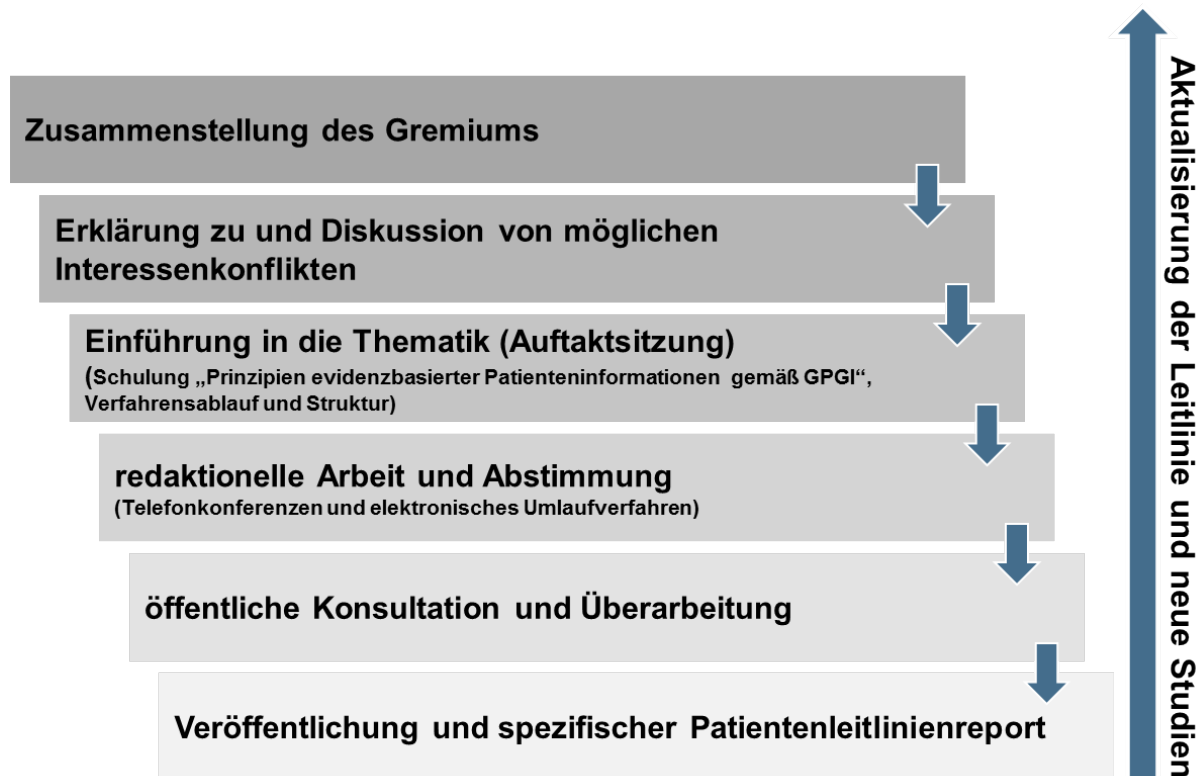 Zusammenstellung des Gremiums
Erklärung zu und Diskussion von möglichen
Interessenkonflikten
Einführung in die Thematik (Auftaktsitzung)
(Schulung „Prinzipien evidenzbasierter Patienteninformationen gemäß GPGI“,
Verfahrensablauf und Struktur)
redaktionelle Arbeit und Abstimmung
(Telefonkonferenzen und elektronisches Umlaufverfahren)
öffentliche Konsultation und Überarbeitung
Veröffentlichung und spezifischer Patientenleitlinienreport
Aktualisierung der Leitlinie und neue Studien